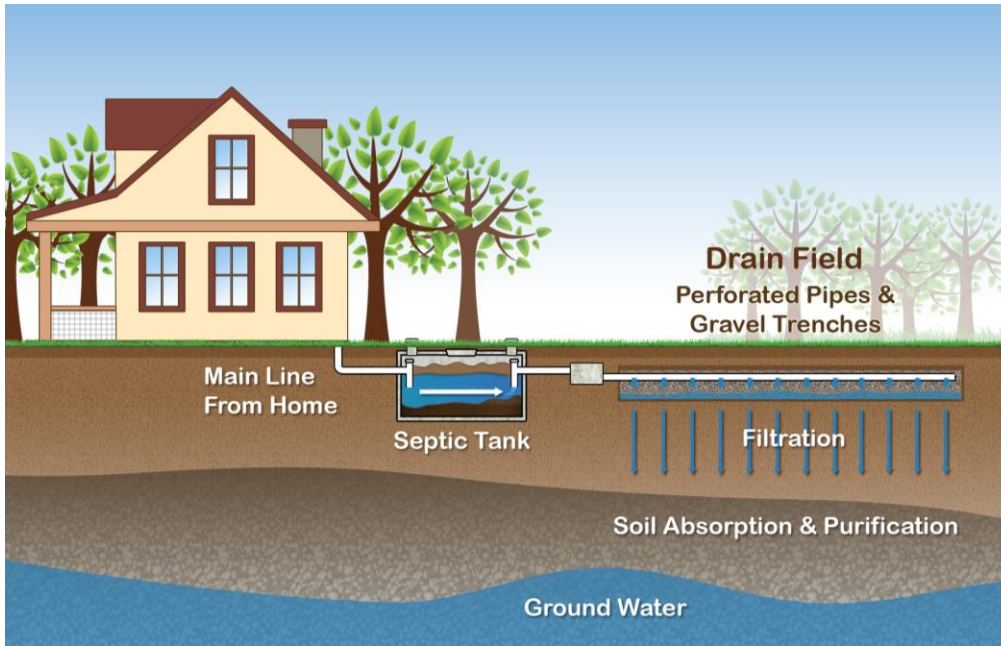 Drain Field
Perforated Pipes &
Gravel Trenches
Main Line
From Home
Septic Tank
Filtration
Soil Absorption & Purification
Ground Water